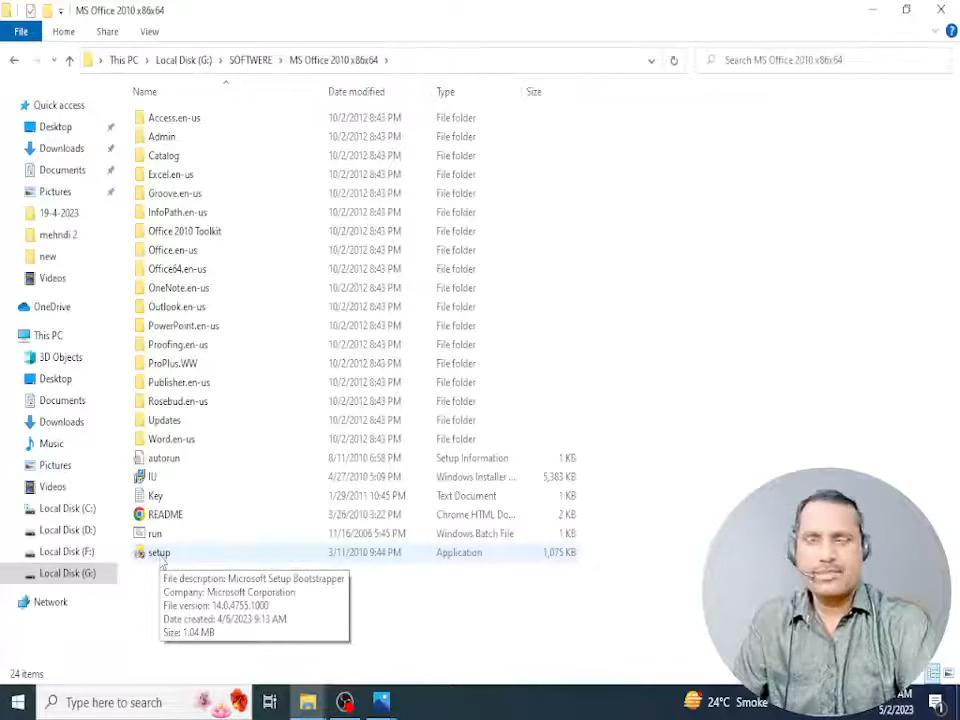 MS Office 2010 x86x64
File Home Share View
This PC Local Disk (G:) SOFTWERE MS Office 2010 x86x64
Search MS Office 2010 x86x64
Name Date modified Type Size
Quick access
Desktop
Downloads
Documents
Pictures
19-4-2023
mehndi 2
new
Videos
OneDrive
This PC
3D Objects
Desktop
Documents
Downloads
Music
Pictures
Videos
Local Disk (C:)
Local Disk (D:)
Local Disk (F:)
Local Disk (G:)
Network
Access.en-us 10/2/2012 8:43 PM File folder
Admin 10/2/2012 8:43 PM File folder
Catalog 10/2/2012 8:43 PM File folder
Excel.en-us 10/2/2012 8:43 PM File folder
Groove.en-us 10/2/2012 8:43 PM File folder
InfoPath.en-us 10/2/2012 8:43 PM File folder
Office 2010 Toolkit 10/2/2012 8:43 PM File folder
Office.en-us 10/2/2012 8:43 PM File folder
Office64.en-us 10/2/2012 8:43 PM File folder
OneNote.en-us 10/2/2012 8:43 PM File folder
Outlook.en-us 10/2/2012 8:43 PM File folder
PowerPoint.en-us 10/2/2012 8:43 PM File folder
Proofing.en-us 10/2/2012 8:43 PM File folder
ProPlus.WW 10/2/2012 8:43 PM File folder
Publisher.en-us 10/2/2012 8:43 PM File folder
Rosebud.en-us 10/2/2012 8:43 PM File folder
Updates 10/2/2012 8:43 PM File folder
Word.en-us 10/2/2012 8:43 PM File folder
autorun 8/11/2010 6:58 PM Setup Information 1 KB
IU 4/27/2010 5:09 PM Windows Installer ... 5,383 KB
Key 1/29/2011 10:45 PM Text Document 1 KB
README 3/26/2010 3:22 PM Chrome HTML Do... 2 KB
run 11/16/2006 5:45 PM Windows Batch File 1 KB
setup 3/11/2010 9:44 PM Application 1,075 KB
File description: Microsoft Setup Bootstrapper
Company: Microsoft Corporation
File version: 14.0.4755.1000
Date created: 4/6/2023 9:13 AM
Size: 1.04 MB
24 items
Type here to search
24°C Smoke
AM
5/2/2023